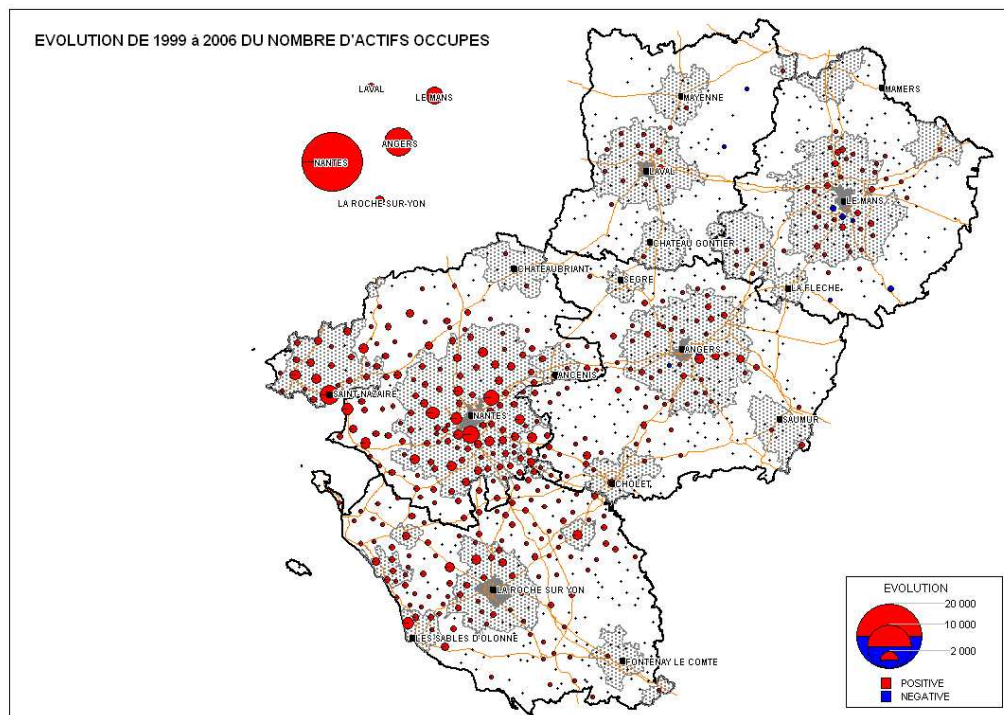 EVOLUTION DE 1999 à 2006 DU NOMBRE D'ACTIFS OCCUPES
LAVAL
LE MANS
ANGERS
NANTES
LA ROCHE-SUR-YON
MAMERS
MAYENNE
LAVAL
LE MANS
CHATEAU GONTIER
CHATEAUBRIANT
SEGRE
LA FLECHE
ANGERS
ANCENIS
SAINT-NAZAIRE
NANTES
SAUMUR
CHOLET
LA ROCHE SUR YON
LES SABLES D'OLONNE
FONTENAY LE COMTE
EVOLUTION
20 000
10 000
2 000
POSITIVE
NEGATIVE